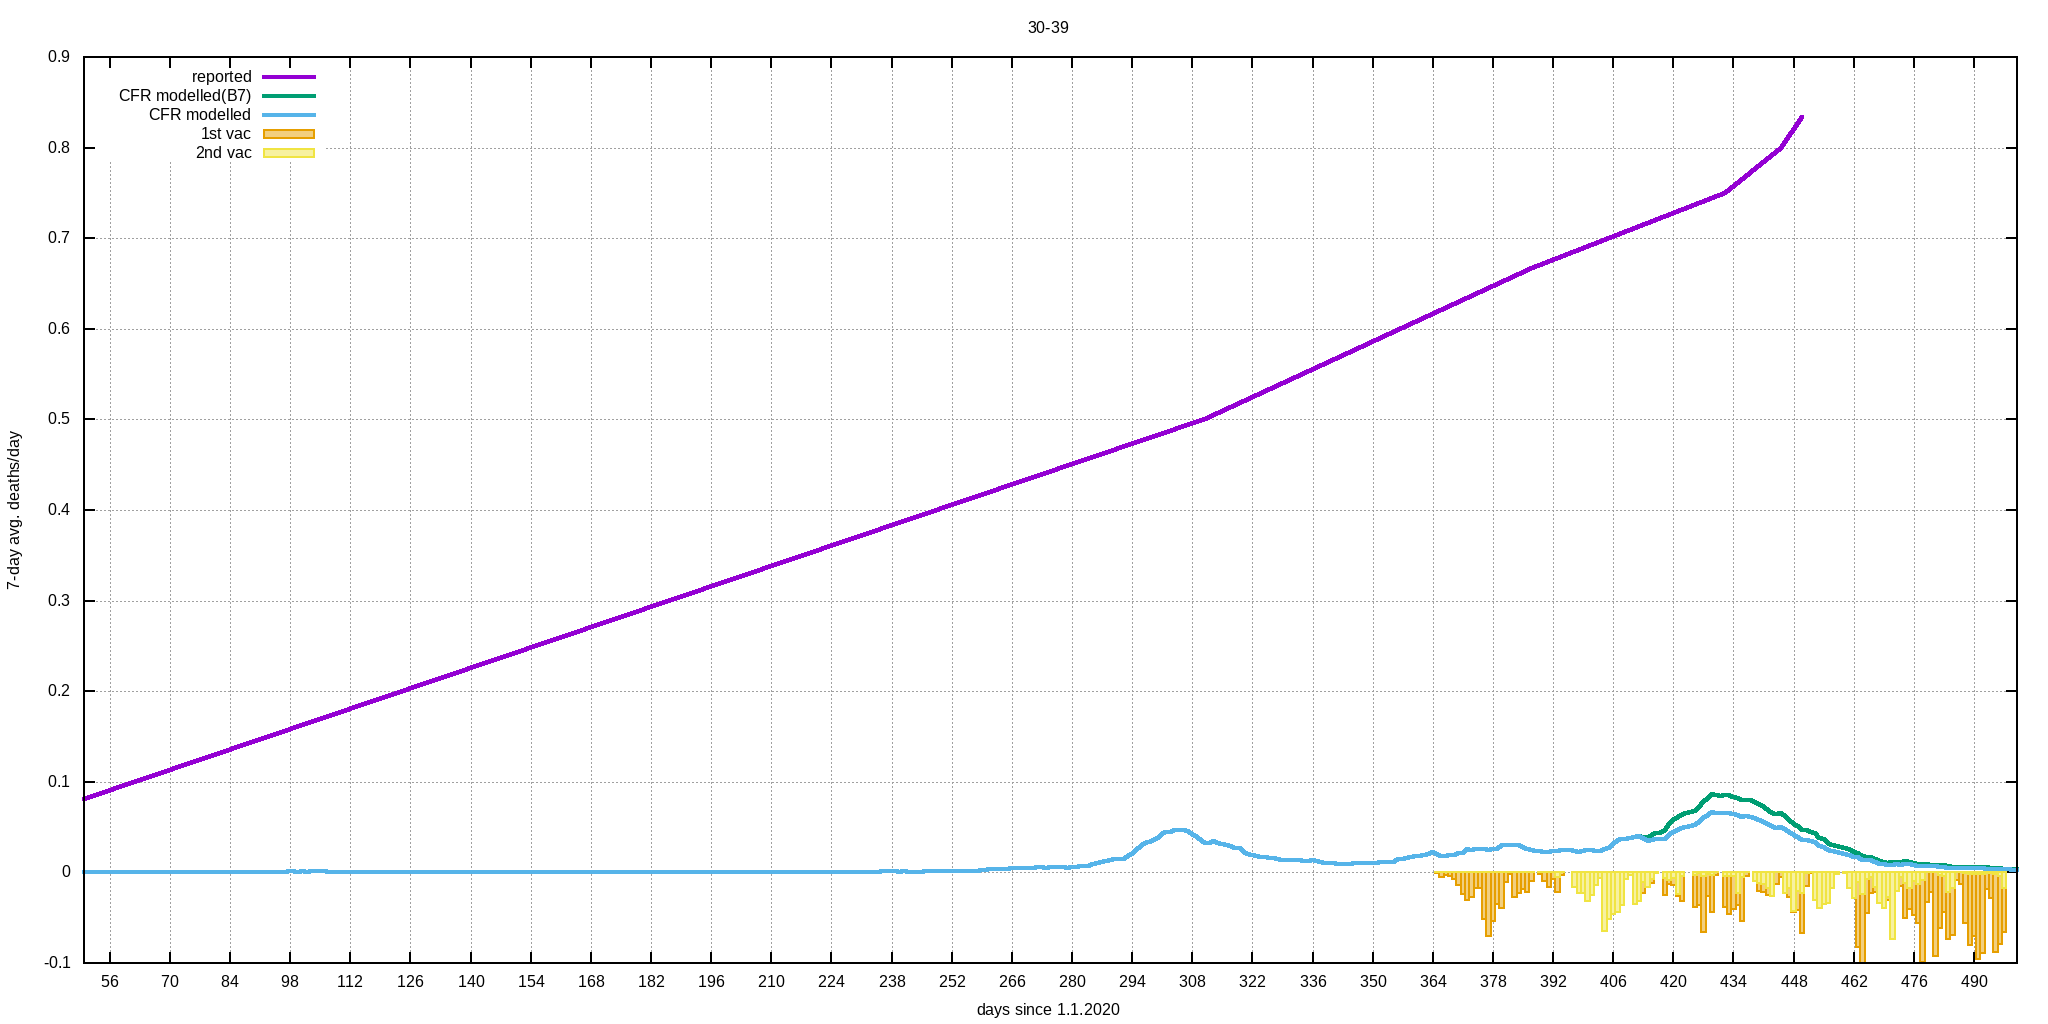 30-39
0.9
0.8
0.7
0.6
0.5
0.4
0.3
0.2
0.1
0
-0.1
7-day avg. deaths/day
reported
CFR modelled(B7)
CFR modelled
1st vac
2nd vac
56 70 84 98 112 126 140 154 168 182 196 210 224 238 252 266 280 294 308 322 336 350 364 378 392 406 420 434 448 462 476 490
days since 1.1.2020